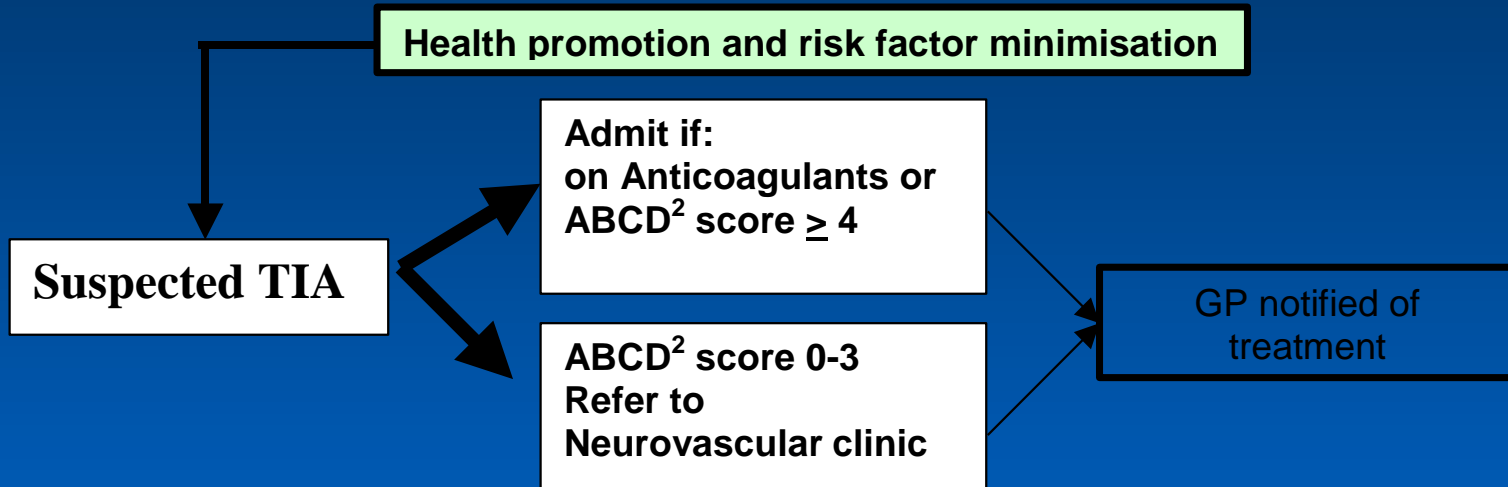 Health promotion and risk factor minimisation
Admit if:
on Anticoagulants or
ABCD² score ≥ 4
Suspected TIA
ABCD² score 0-3
Refer to
Neurovascular clinic
GP notified of
treatment